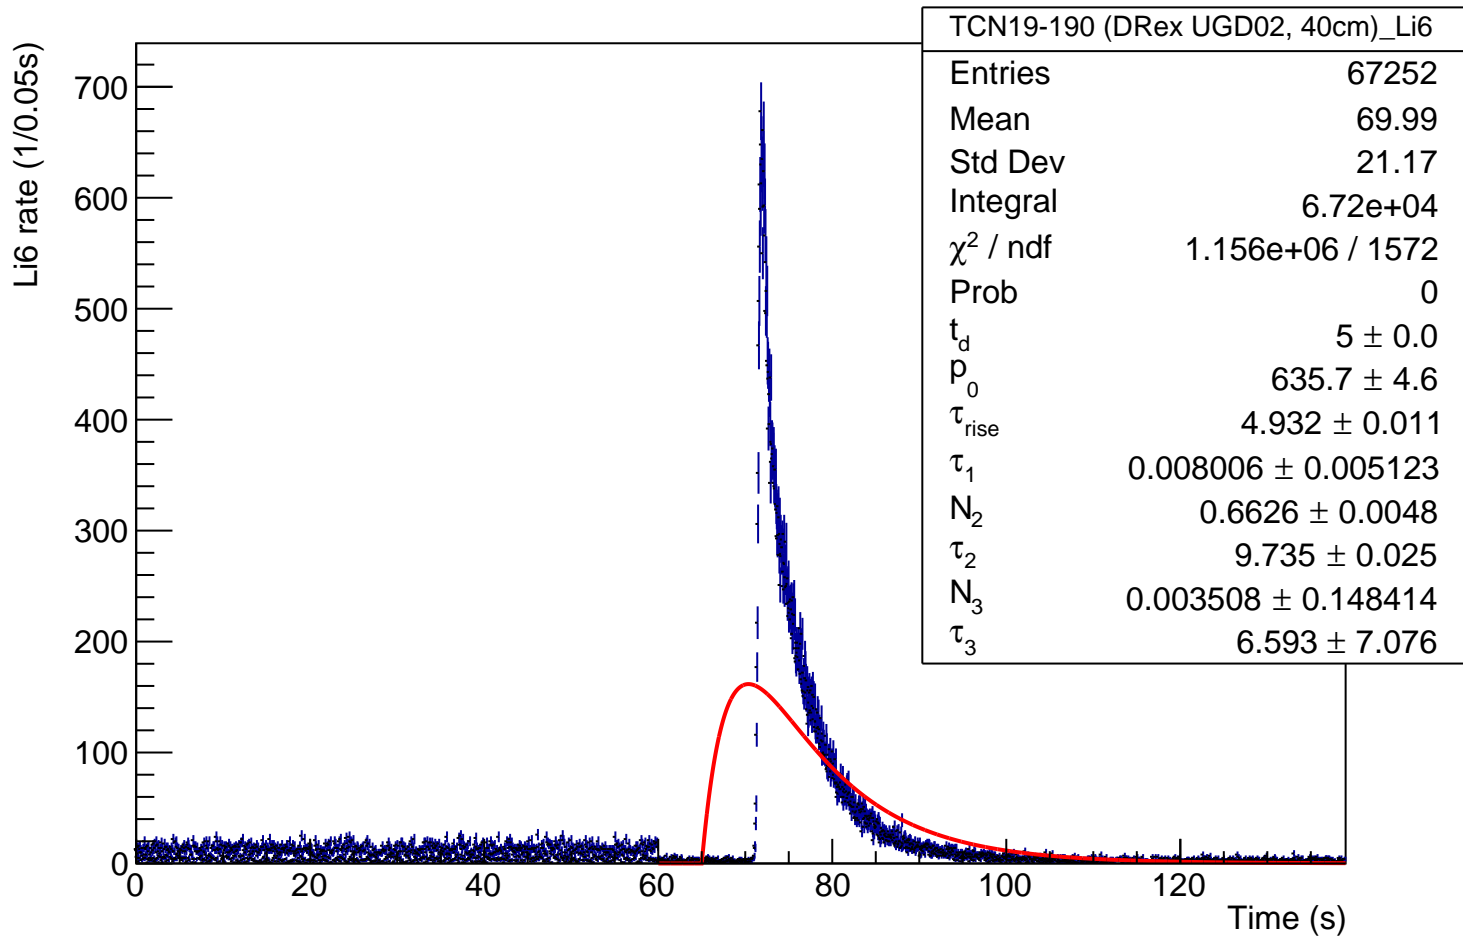 TCN19-190 (DRex UGD02, 40cm)_Li6
Entries 67252
Mean 69.99
Std Dev 21.17
Integral 6.72e+04
χ² / ndf 1.156e+06 / 1572
Prob 0
t_d 5 ± 0.0
p_0 635.7 ± 4.6
τ_rise 4.932 ± 0.011
τ_1 0.008006 ± 0.005123
N_2 0.6626 ± 0.0048
τ_2 9.735 ± 0.025
N_3 0.003508 ± 0.148414
τ_3 6.593 ± 7.076
Li6 rate (1/0.05s)
700
600
500
400
300
200
100
0
0 20 40 60 80 100 120
Time (s)